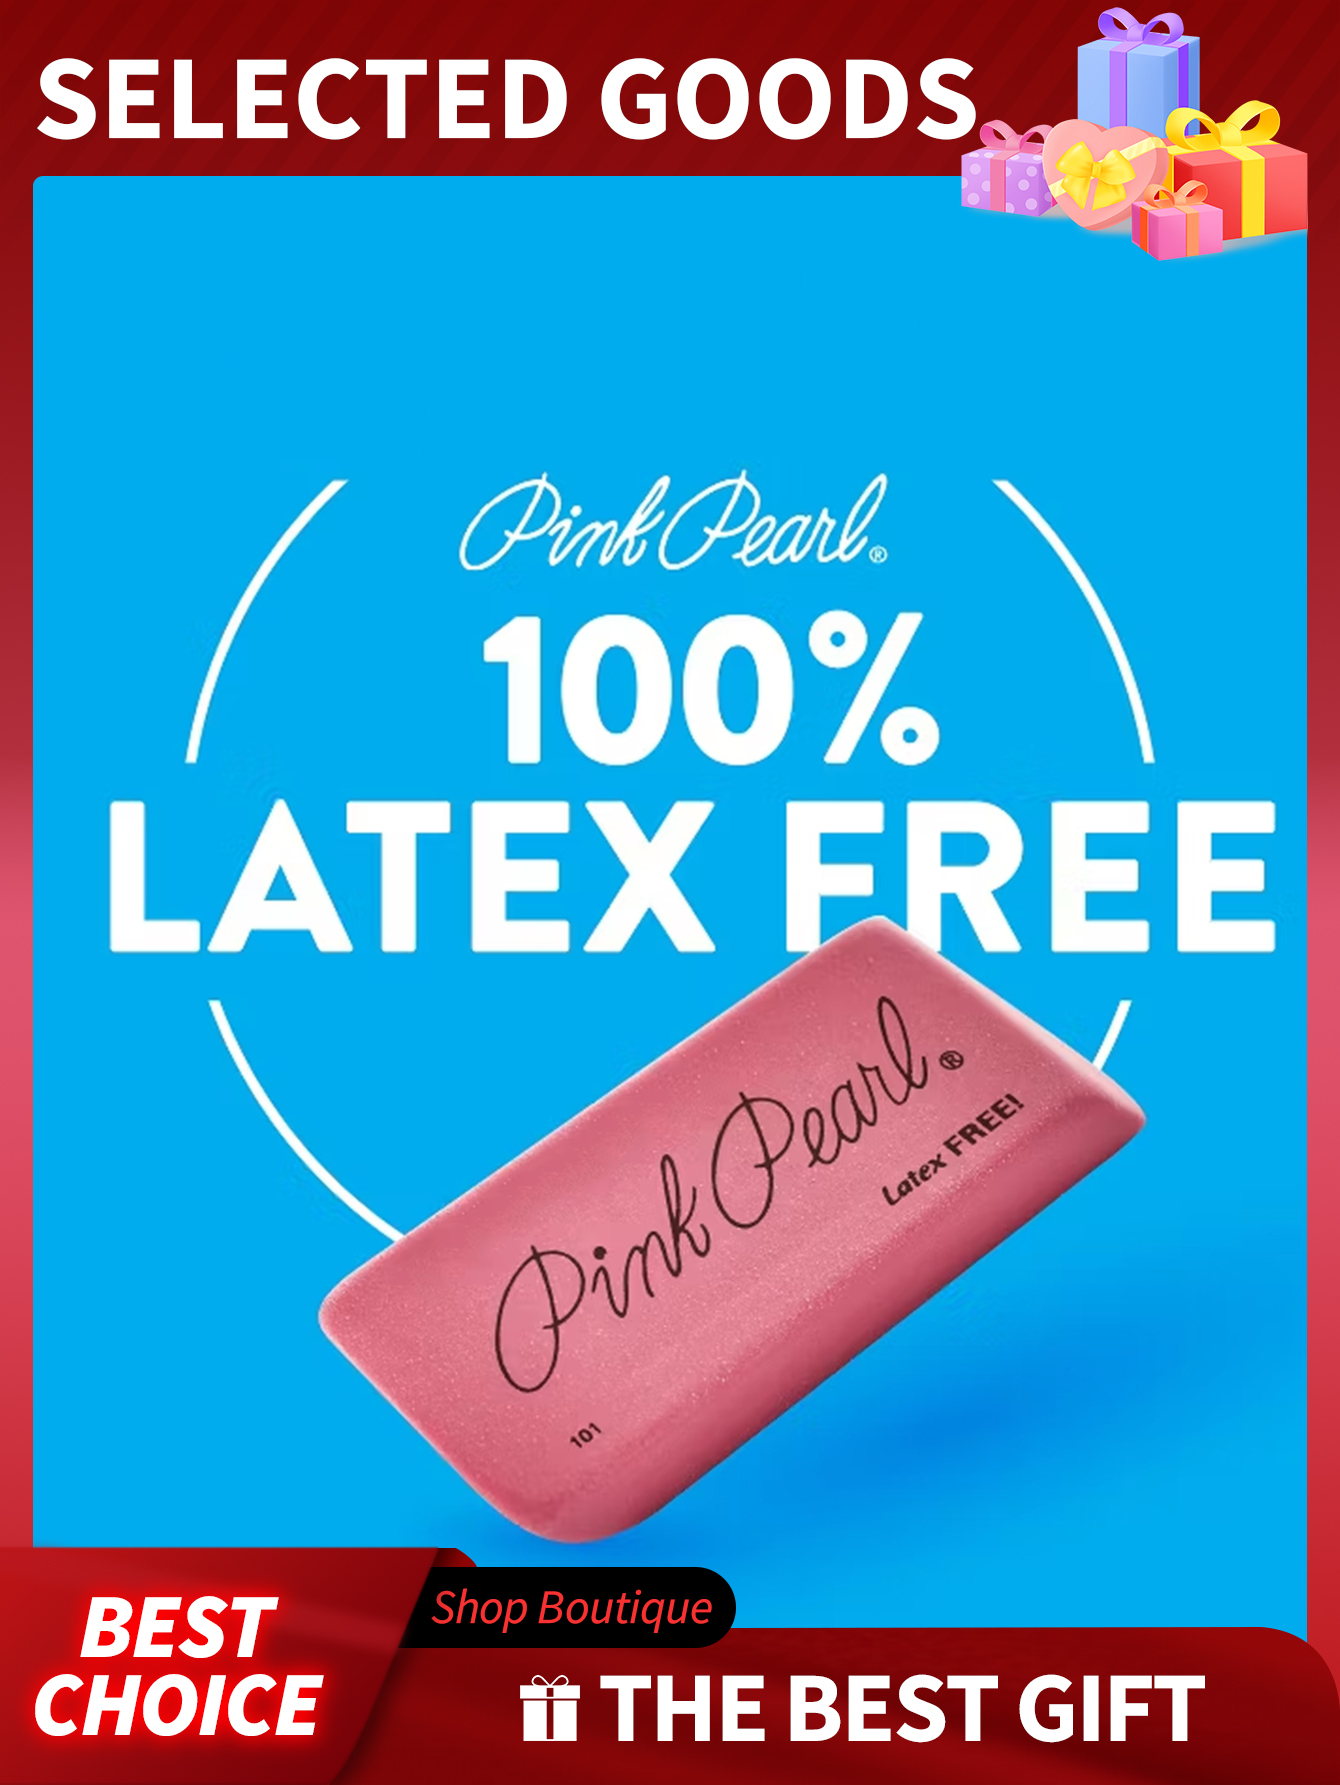 SELECTED GOODS
Pink Pearl®
100%
LATEX FREE
Pink Pearl®
Latex FREE!
101
BEST
CHOICE
Shop Boutique
THE BEST GIFT